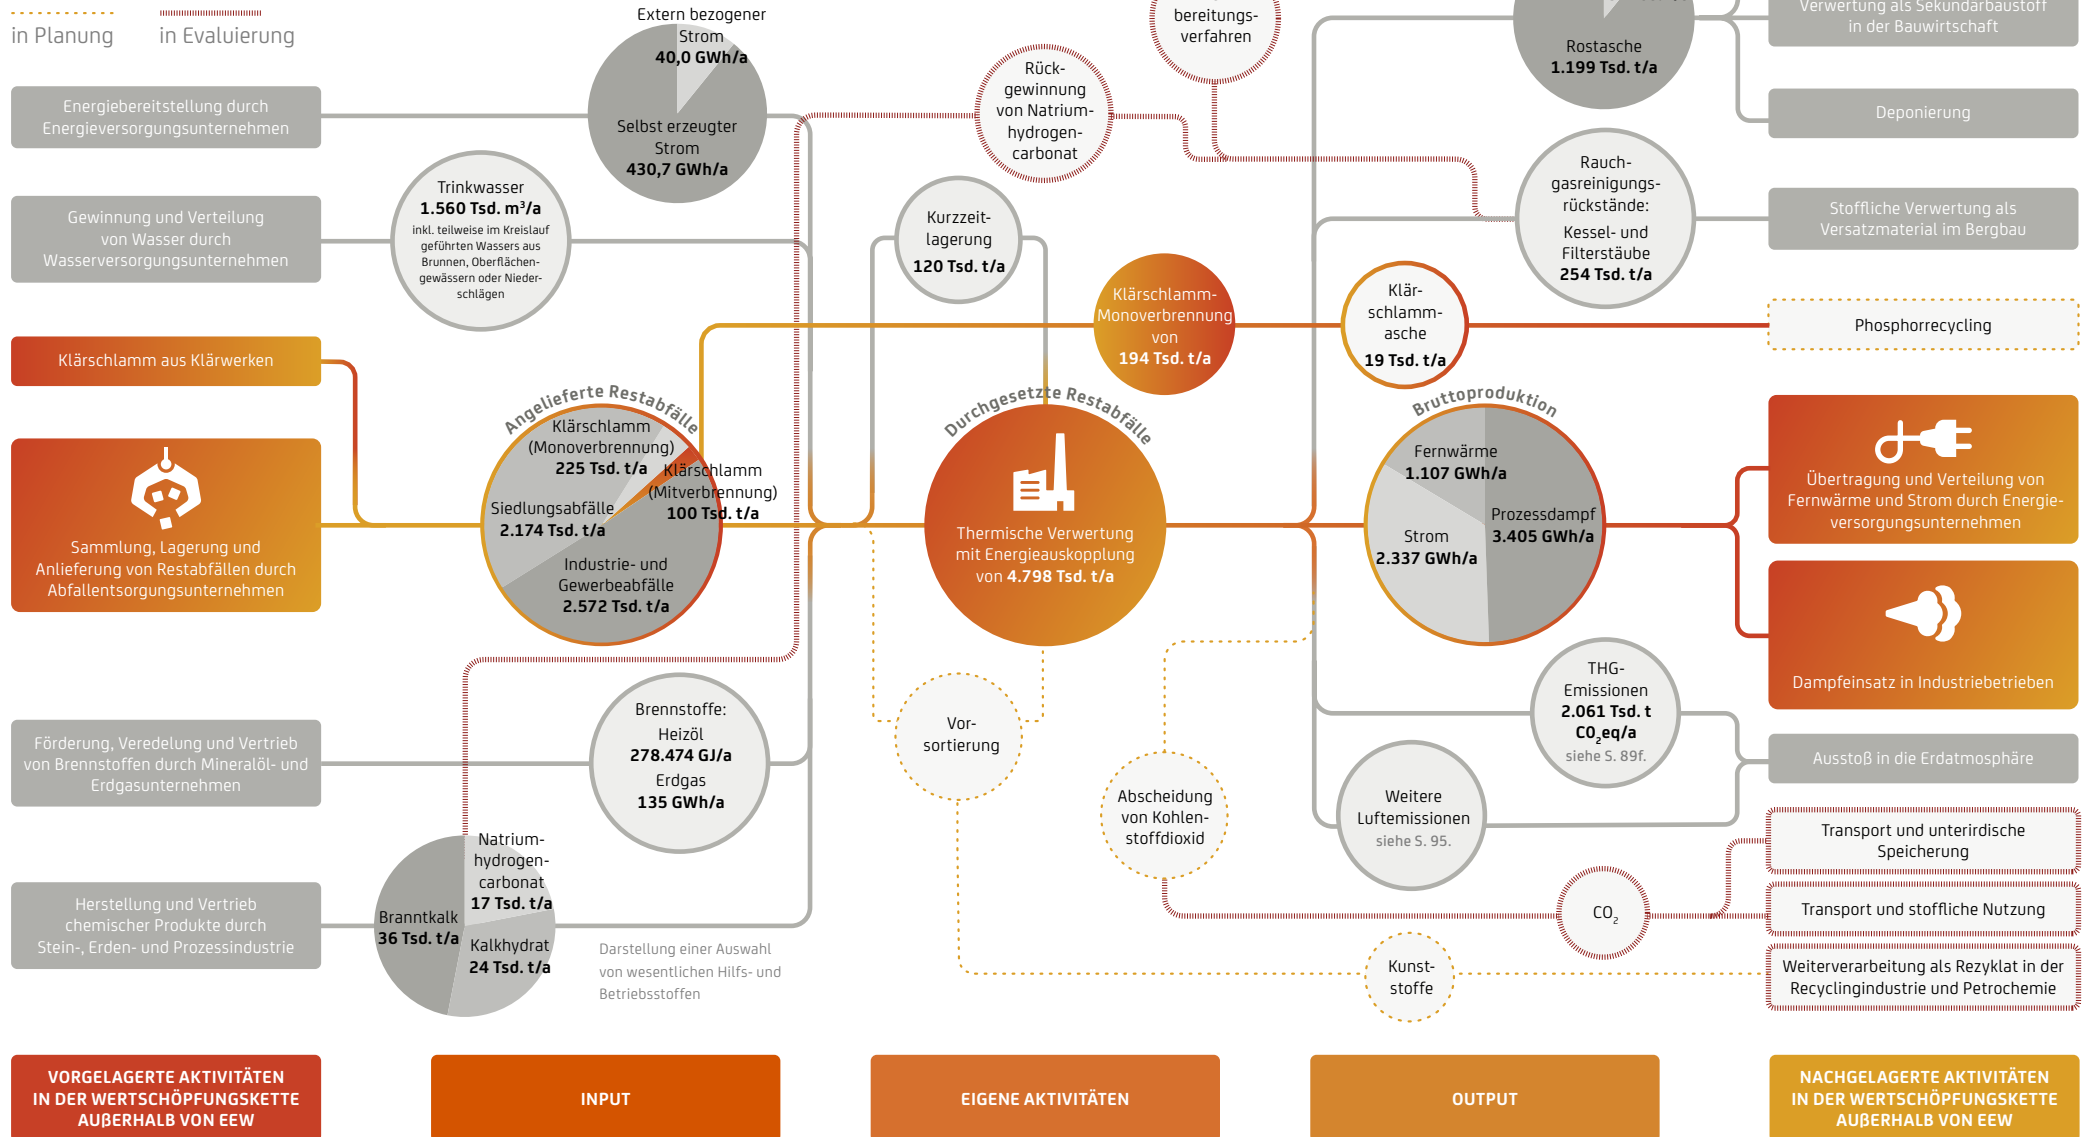 in Planung
in Evaluierung
Extern bezogener
Strom
40,0 GWh/a
Selbst erzeugter
Strom
430,7 GWh/a
Energiebereitstellung durch
Energieversorgungsunternehmen
Gewinnung und Verteilung
von Wasser durch
Wasserversorgungsunternehmen
Trinkwasser
1.560 Tsd. m³/a
inkl. teilweise im Kreislauf
geführten Wassers aus
Brunnen, Oberflächen-
gewässern oder Nieder-
schlägen
Klärschlamm aus Klärwerken
Sammlung, Lagerung und
Anlieferung von Restabfällen durch
Abfallentsorgungsunternehmen
Angelieferte Restabfälle
Klärschlamm
(Monoverbrennung)
225 Tsd. t/a
Klärschlamm
(Mitverbrennung)
100 Tsd. t/a
Siedlungsabfälle
2.174 Tsd. t/a
Industrie- und
Gewerbeabfälle
2.572 Tsd. t/a
Förderung, Veredelung und Vertrieb
von Brennstoffen durch Mineralöl- und
Erdgasunternehmen
Brennstoffe:
Heizöl
278.474 GJ/a
Erdgas
135 GWh/a
Herstellung und Vertrieb
chemischer Produkte durch
Stein-, Erden- und Prozessindustrie
Natrium-
hydrogen-
carbonat
17 Tsd. t/a
Branntkalk
36 Tsd. t/a
Kalkhydrat
24 Tsd. t/a
Darstellung einer Auswahl
von wesentlichen Hilfs- und
Betriebsstoffen
bereitungs-
verfahren
Rück-
gewinnung
von Natrium-
hydrogen-
carbonat
Kurzzeit-
lagerung
120 Tsd. t/a
Klärschlamm-
Monoverbrennung
von
194 Tsd. t/a
Durchgesetzte Restabfälle
Thermische Verwertung
mit Energieauskopplung
von 4.798 Tsd. t/a
Vor-
sortierung
Abscheidung
von Kohlen-
stoffdioxid
Rostasche
1.199 Tsd. t/a
Rauch-
gasreinigungs-
rückstände:
Kessel- und
Filterstäube
254 Tsd. t/a
Klär-
schlamm-
asche
19 Tsd. t/a
Bruttoproduktion
Fernwärme
1.107 GWh/a
Prozessdampf
3.405 GWh/a
Strom
2.337 GWh/a
THG-
Emissionen
2.061 Tsd. t
CO₂eq/a
siehe S. 89f.
Weitere
Luftemissionen
siehe S. 95.
CO₂
Kunst-
stoffe
Verwertung als Sekundärbaustoff
in der Bauwirtschaft
Deponierung
Stoffliche Verwertung als
Versatzmaterial im Bergbau
Phosphorrecycling
Übertragung und Verteilung von
Fernwärme und Strom durch Energie-
versorgungsunternehmen
Dampfeinsatz in Industriebetrieben
Ausstoß in die Erdatmosphäre
Transport und unterirdische
Speicherung
Transport und stoffliche Nutzung
Weiterverarbeitung als Rezyklat in der
Recyclingindustrie und Petrochemie
VORGELAGERTE AKTIVITÄTEN
IN DER WERTSCHÖPFUNGSKETTE
AUßERHALB VON EEW
INPUT
EIGENE AKTIVITÄTEN
OUTPUT
NACHGELAGERTE AKTIVITÄTEN
IN DER WERTSCHÖPFUNGSKETTE
AUßERHALB VON EEW